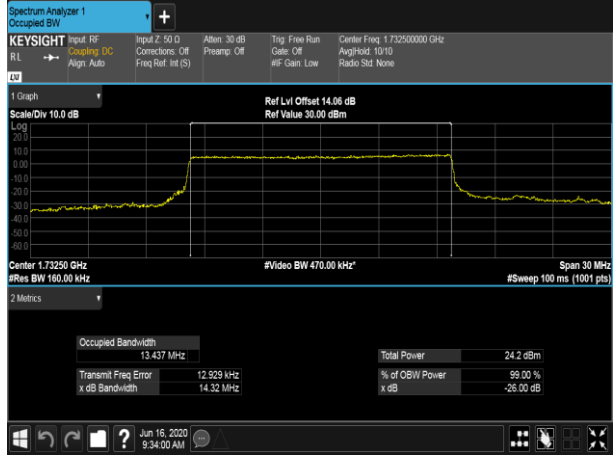 Spectrum Analyzer 1
Occupied BW
KEYSIGHT Input: RF Input Z: 50 Ω Atten: 30 dB Trig: Free Run Center Freq: 1.732500000 GHz
RL Coupling: DC Corrections: Off Preamp: Off Gate: Off Avg|Hold: 10/10
Align: Auto Freq Ref: Int (S) #IF Gain: Low Radio Std: None
LXI
1 Graph
Ref Lvl Offset 14.06 dB
Scale/Div 10.0 dB Ref Value 30.00 dBm
Log
20.0
10.0
0.00
-10.0
-20.0
-30.0
-40.0
-50.0
-60.0
Center 1.73250 GHz #Video BW 470.00 kHz* Span 30 MHz
#Res BW 160.00 kHz #Sweep 100 ms (1001 pts)
2 Metrics
Occupied Bandwidth
13.437 MHz Total Power 24.2 dBm
Transmit Freq Error 12.929 kHz % of OBW Power 99.00 %
x dB Bandwidth 14.32 MHz x dB -26.00 dB
? Jun 16, 2020
9:34:00 AM